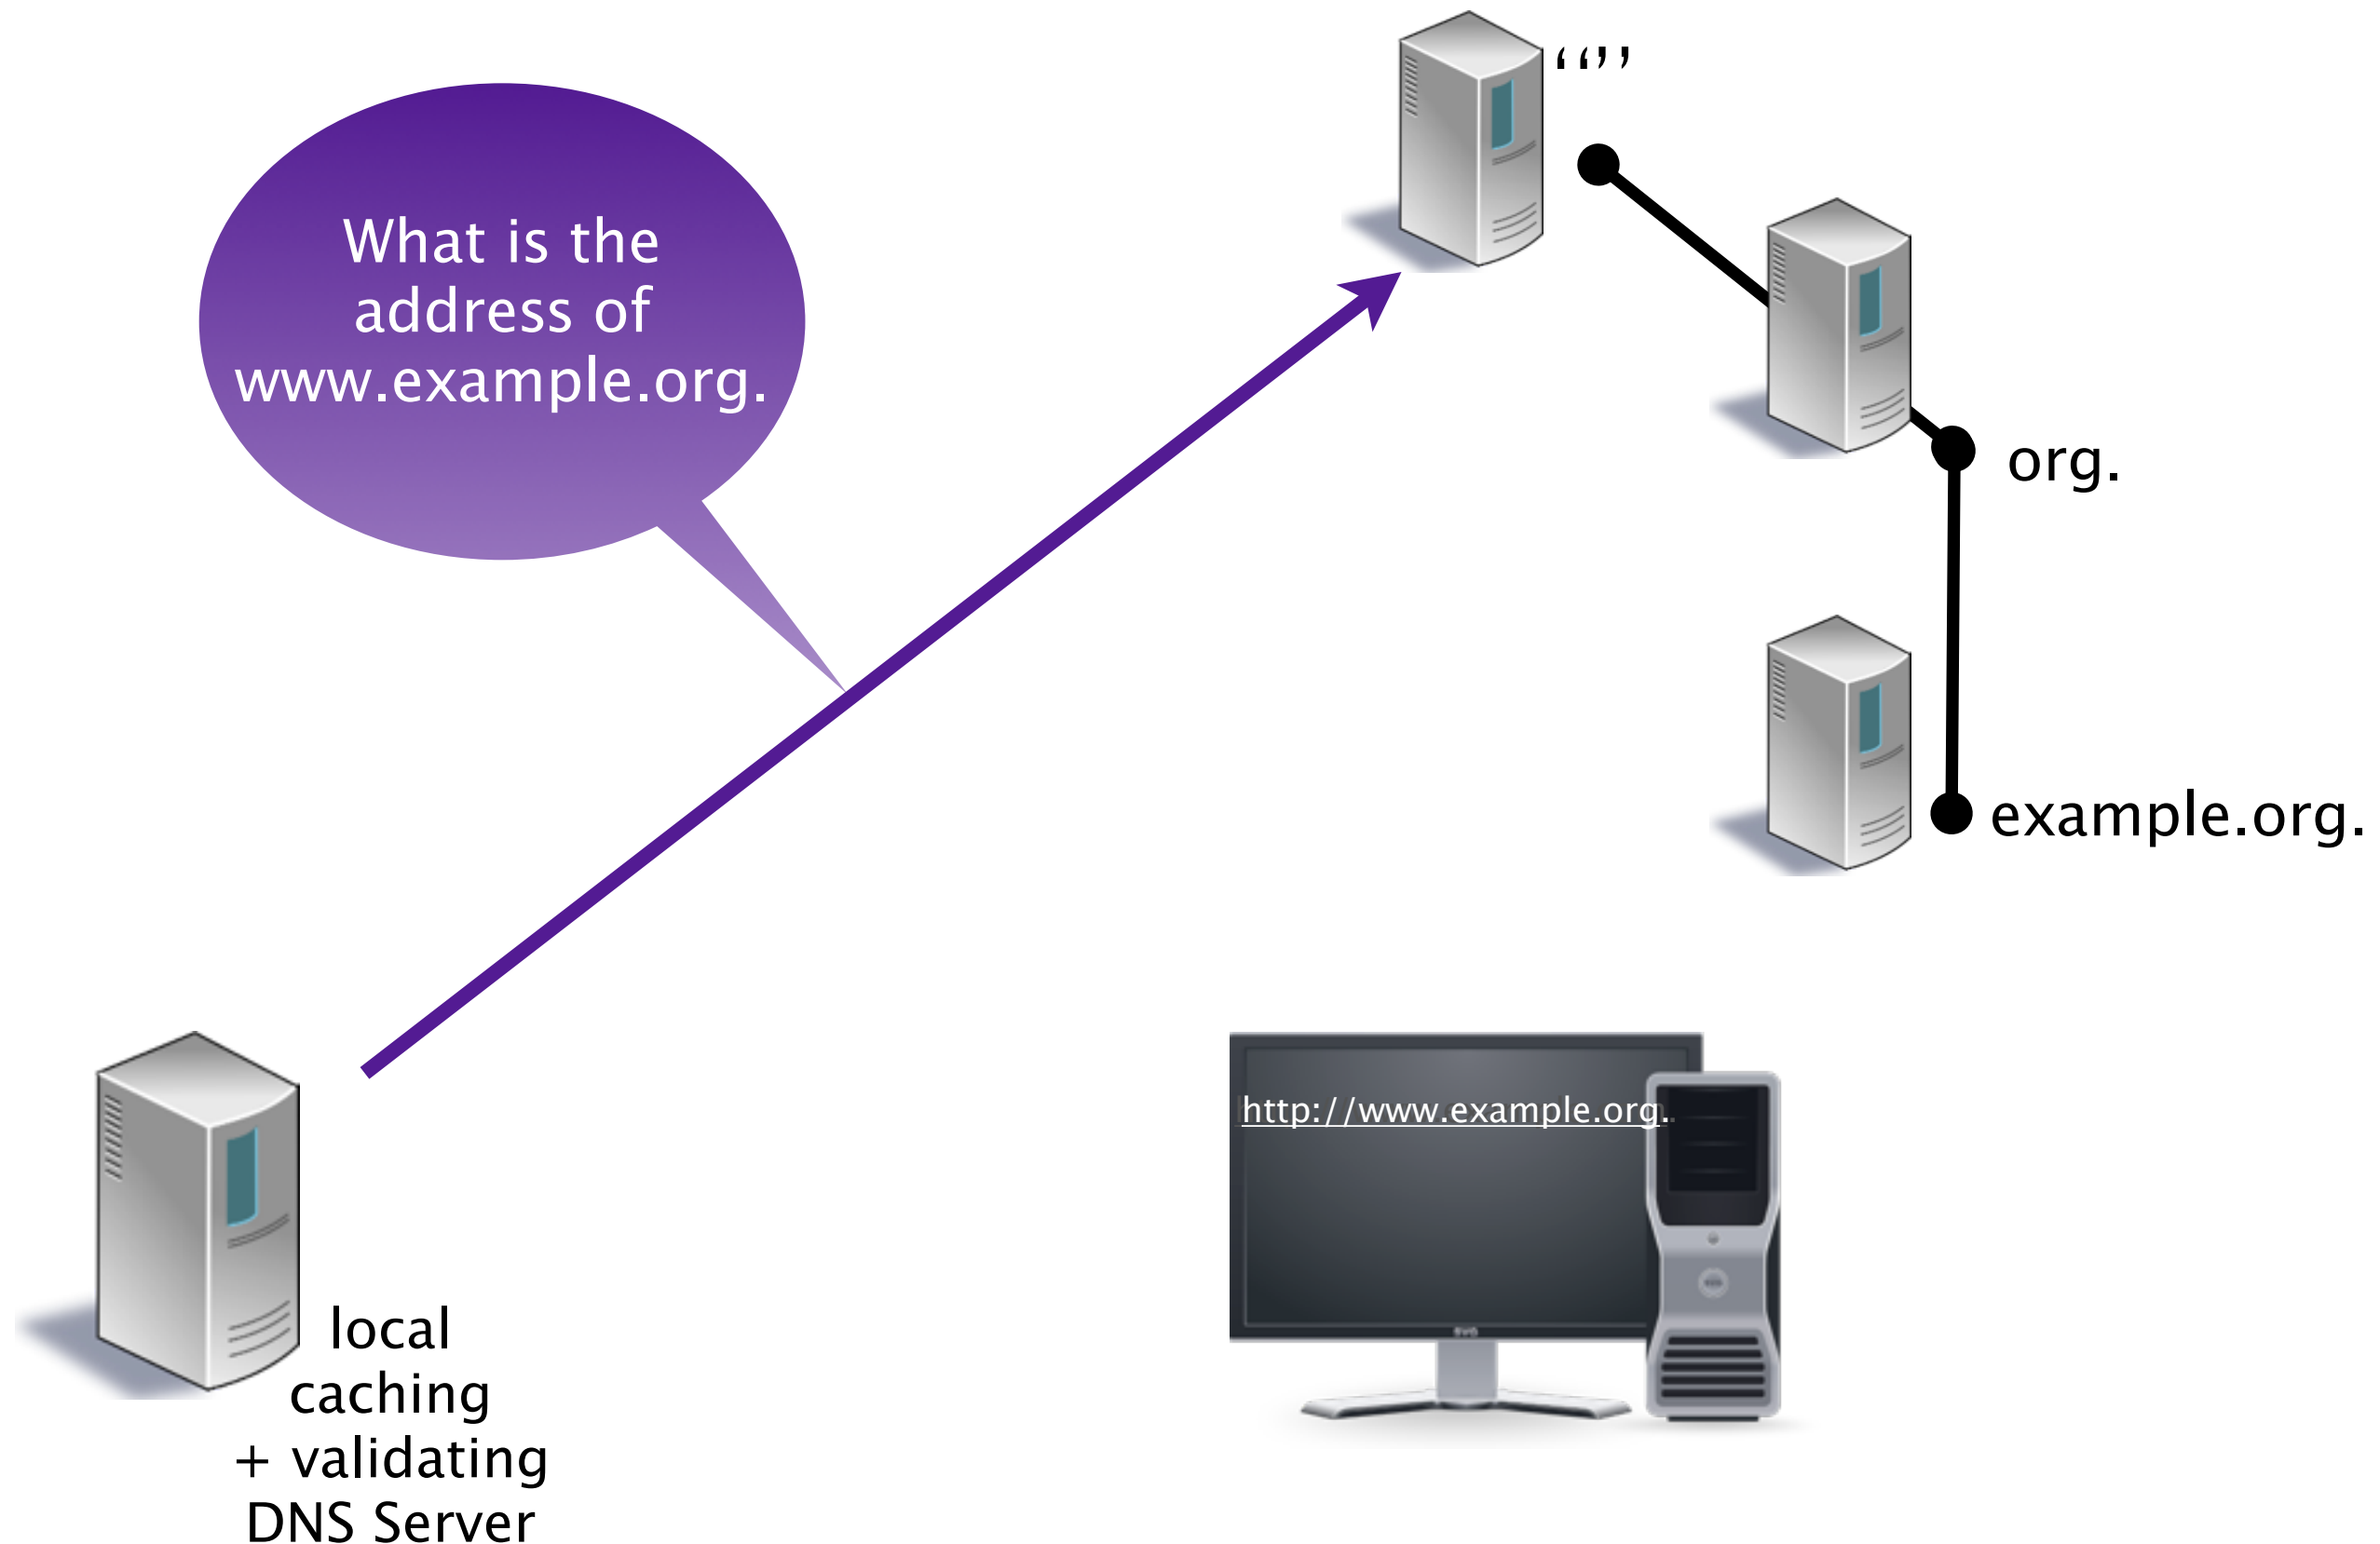 “”
What is the
address of
www.example.org.
org.
example.org.
http://www.example.org.
local
caching
+ validating
DNS Server